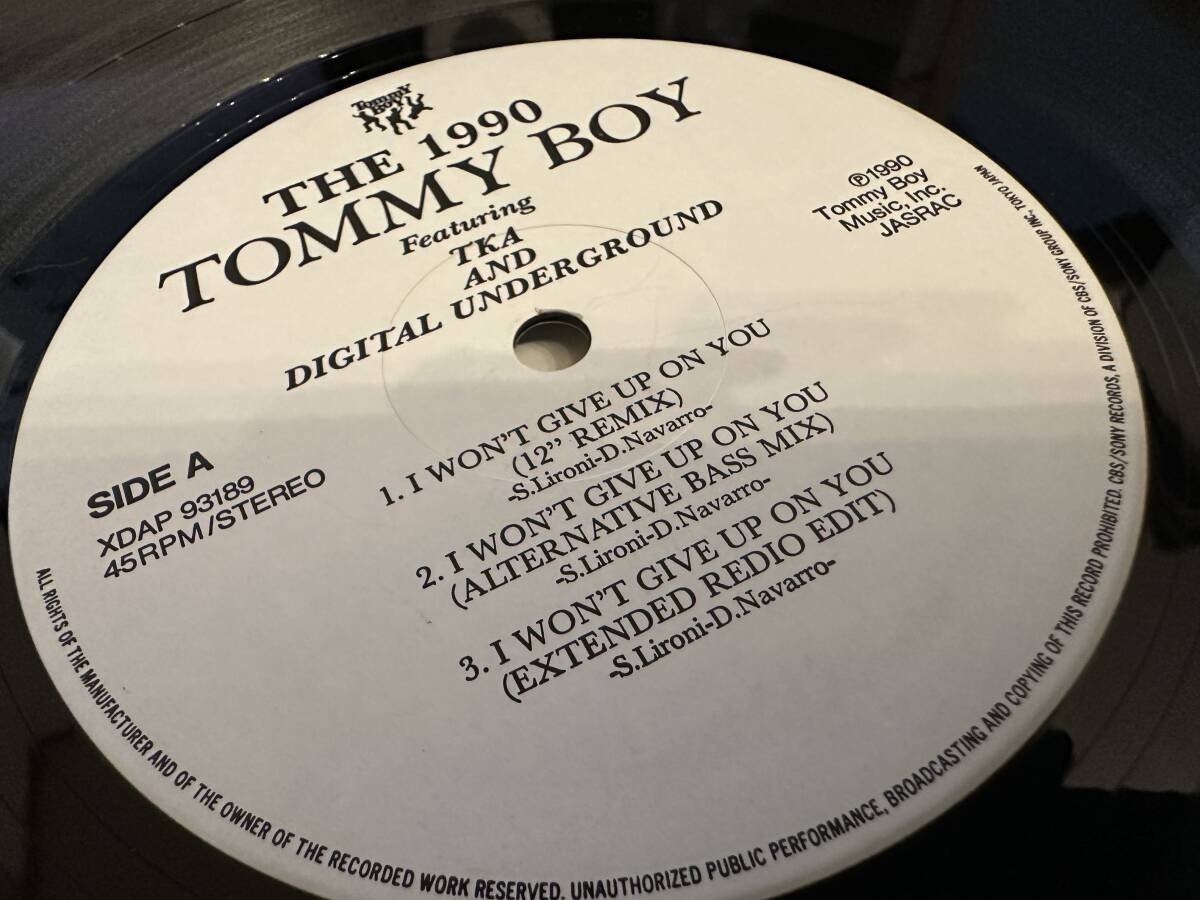 Tommy
Boy
THE 1990
TOMMY BOY
Featuring
TKA
AND
DIGITAL UNDERGROUND
℗1990
Tommy Boy
Music, Inc.
JASRAC
SIDE A
XDAP 93189
45RPM/STEREO
1. I WON'T GIVE UP ON YOU
(12” REMIX)
-S.Lironi-D.Navarro-
2. I WON'T GIVE UP ON YOU
(ALTERNATIVE BASS MIX)
-S.Lironi-D.Navarro-
3. I WON'T GIVE UP ON YOU
(EXTENDED REDIO EDIT)
-S.Lironi-D.Navarro-
ALL RIGHTS OF THE MANUFACTURER AND OF THE OWNER OF THE RECORDED WORK RESERVED. UNAUTHORIZED PUBLIC PERFORMANCE, BROADCASTING AND COPYING OF THIS RECORD PROHIBITED. CBS/SONY RECORDS, A DIVISION OF CBS/SONY GROUP INC., TOKYO JAPAN